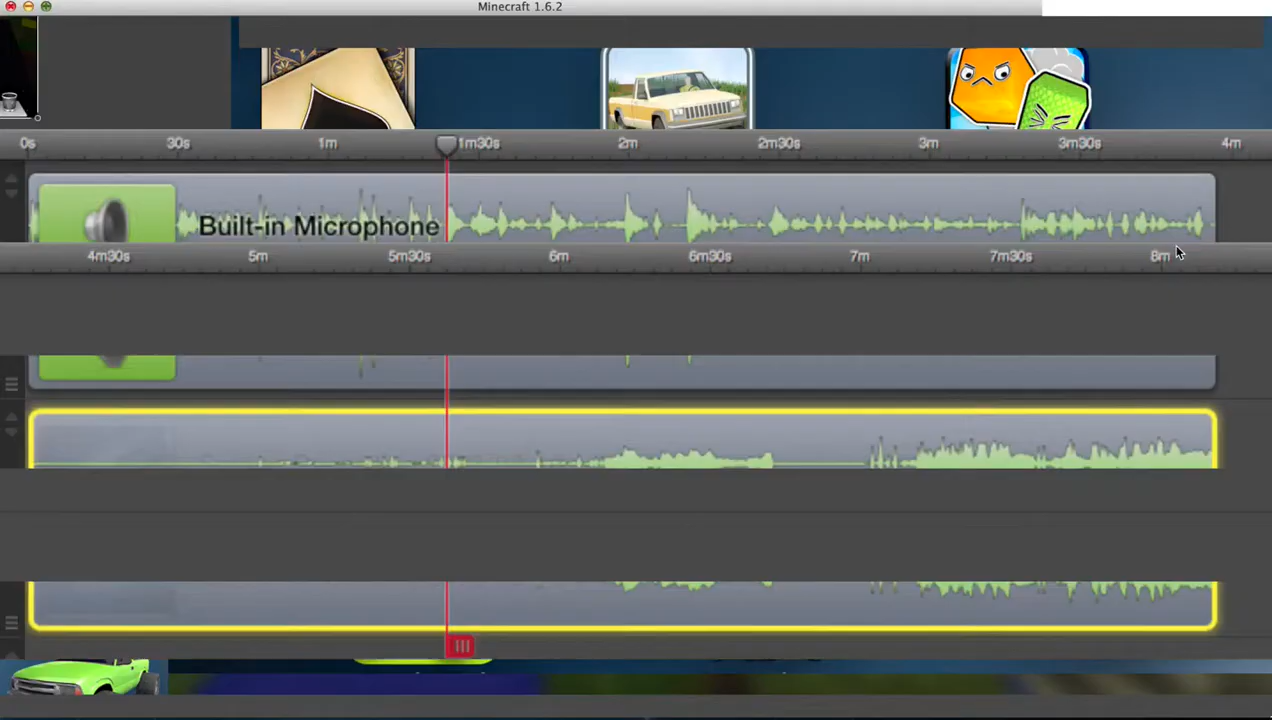 Minecraft 1.6.2
0s 30s 1m 1m30s 2m 2m30s 3m 3m30s 4m
Built-in Microphone
4m30s 5m 5m30s 6m 6m30s 7m 7m30s 8m